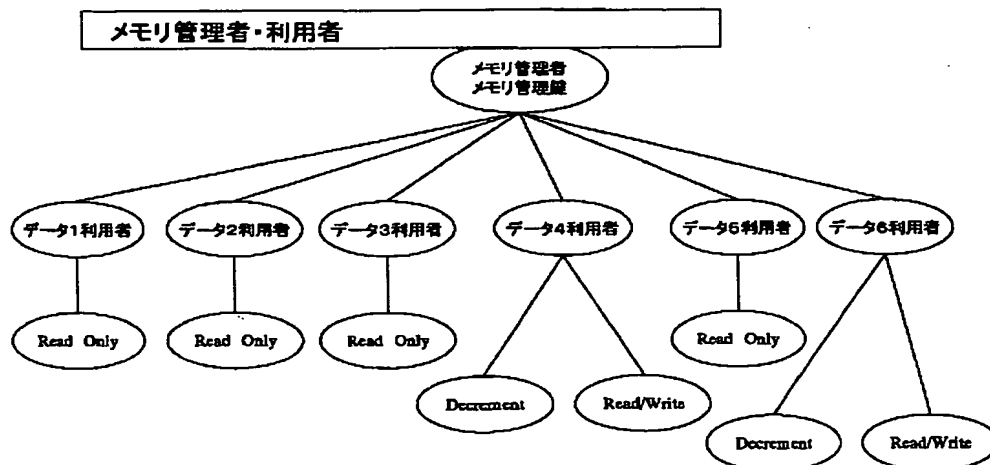 メモリ管理者・利用者
メモリ管理者
メモリ管理鍵
データ1利用者
データ2利用者
データ3利用者
データ4利用者
データ5利用者
データ6利用者
Read Only
Read Only
Read Only
Read Only
Decrement
Read/Write
Decrement
Read/Write